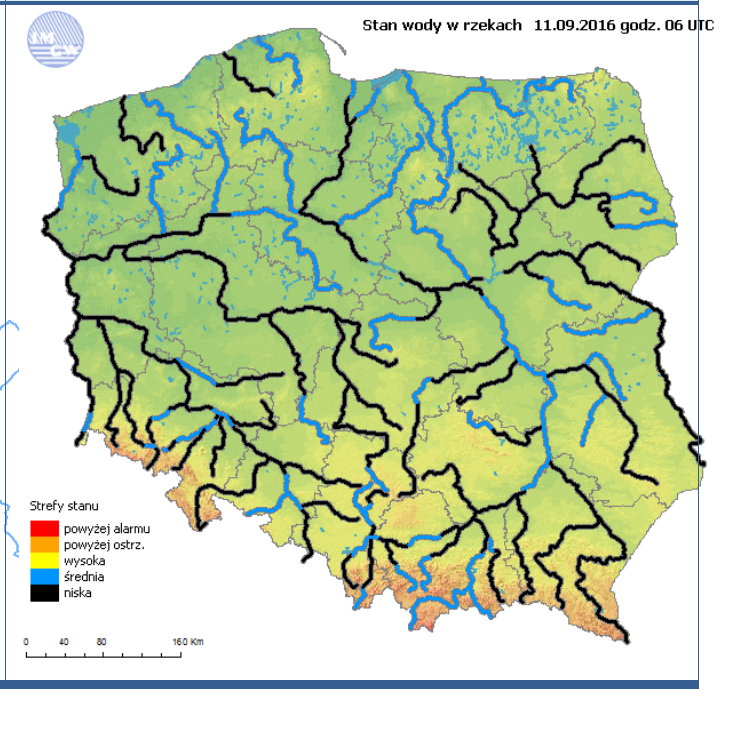 Stan wody w rzekach 11.09.2016 godz. 06 UTC
IMGW
Strefy stanu
powyżej alarmu
powyżej ostrz.
wysoka
średnia
niska
0 40 80 160 Km